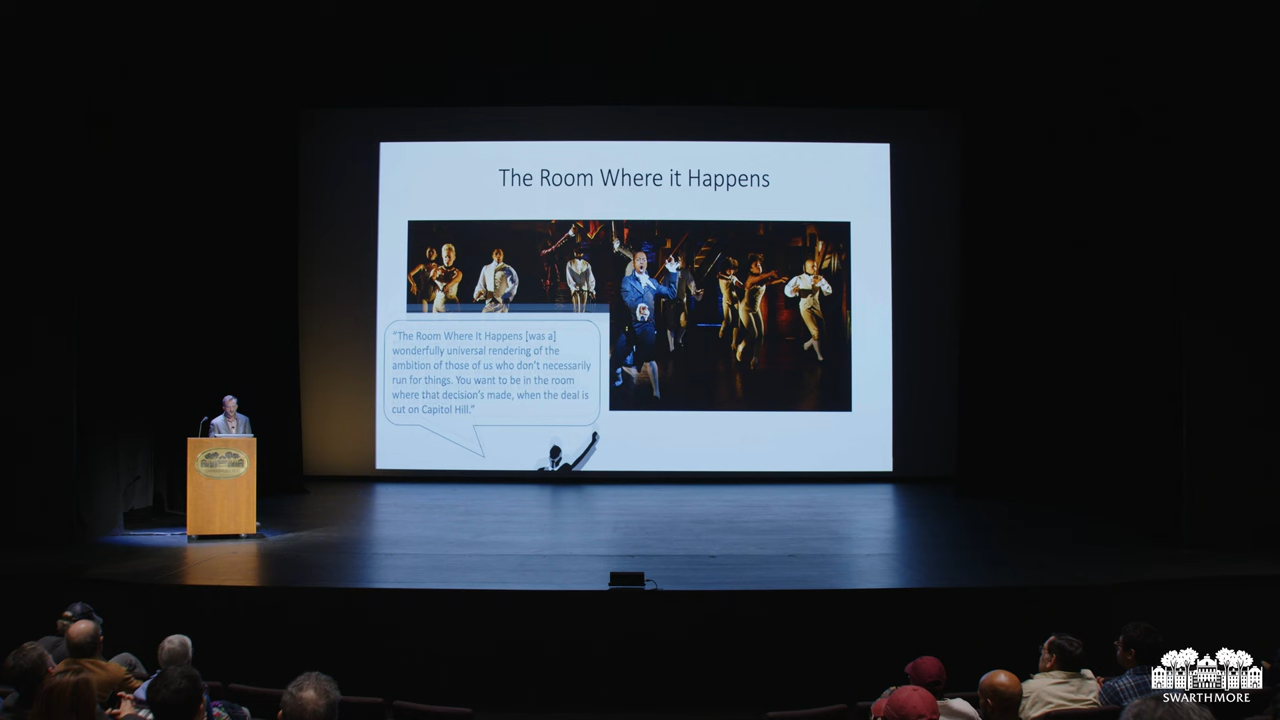 The Room Where it Happens
“The Room Where It Happens [was a]
wonderfully universal rendering of the
ambition of those of us who don’t necessarily
run for things. You want to be in the room
where that decision’s made, when the deal is
cut on Capitol Hill.”
SWARTHMORE